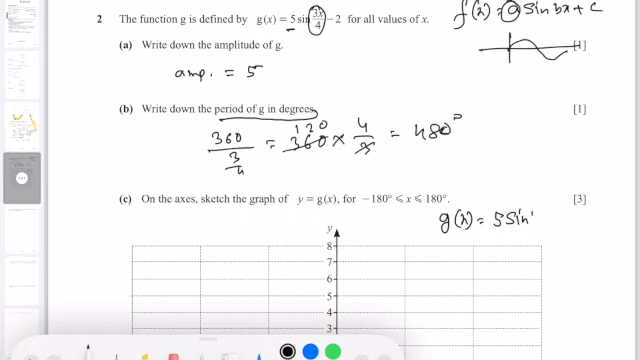 f(x) = a sin bx + c
2 The function g is defined by g(x) = 5 sin 3x/4 − 2 for all values of x.
(a) Write down the amplitude of g.
[1]
amp. = 5
(b) Write down the period of g in degrees. [1]
360 / 3/4 = 360 120 × 4/3 = 480°
(c) On the axes, sketch the graph of y = g(x), for −180° ⩽ x ⩽ 180°. [3]
g(x) = 5 sin
y
8
7
6
5
4
3